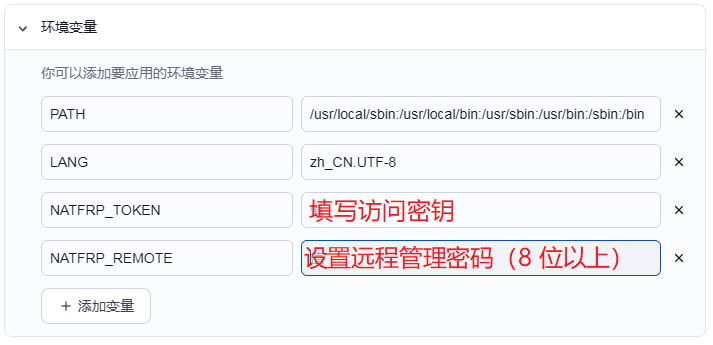 环境变量
你可以添加要应用的环境变量
PATH /usr/local/sbin:/usr/local/bin:/usr/sbin:/usr/bin:/sbin:/bin
LANG zh_CN.UTF-8
NATFRP_TOKEN 填写访问密钥
NATFRP_REMOTE 设置远程管理密码（8 位以上）
+ 添加变量